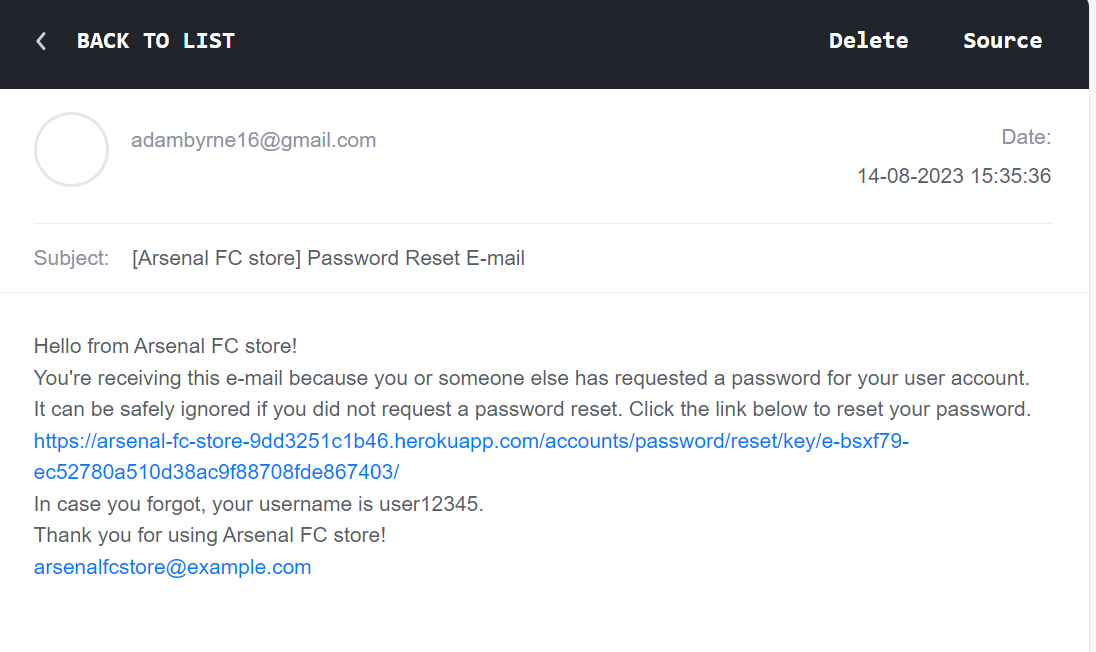 BACK TO LIST Delete Source
adambyrne16@gmail.com Date:
14-08-2023 15:35:36
Subject: [Arsenal FC store] Password Reset E-mail
Hello from Arsenal FC store!
You're receiving this e-mail because you or someone else has requested a password for your user account.
It can be safely ignored if you did not request a password reset. Click the link below to reset your password.
https://arsenal-fc-store-9dd3251c1b46.herokuapp.com/accounts/password/reset/key/e-bsxf79-
ec52780a510d38ac9f88708fde867403/
In case you forgot, your username is user12345.
Thank you for using Arsenal FC store!
arsenalfcstore@example.com